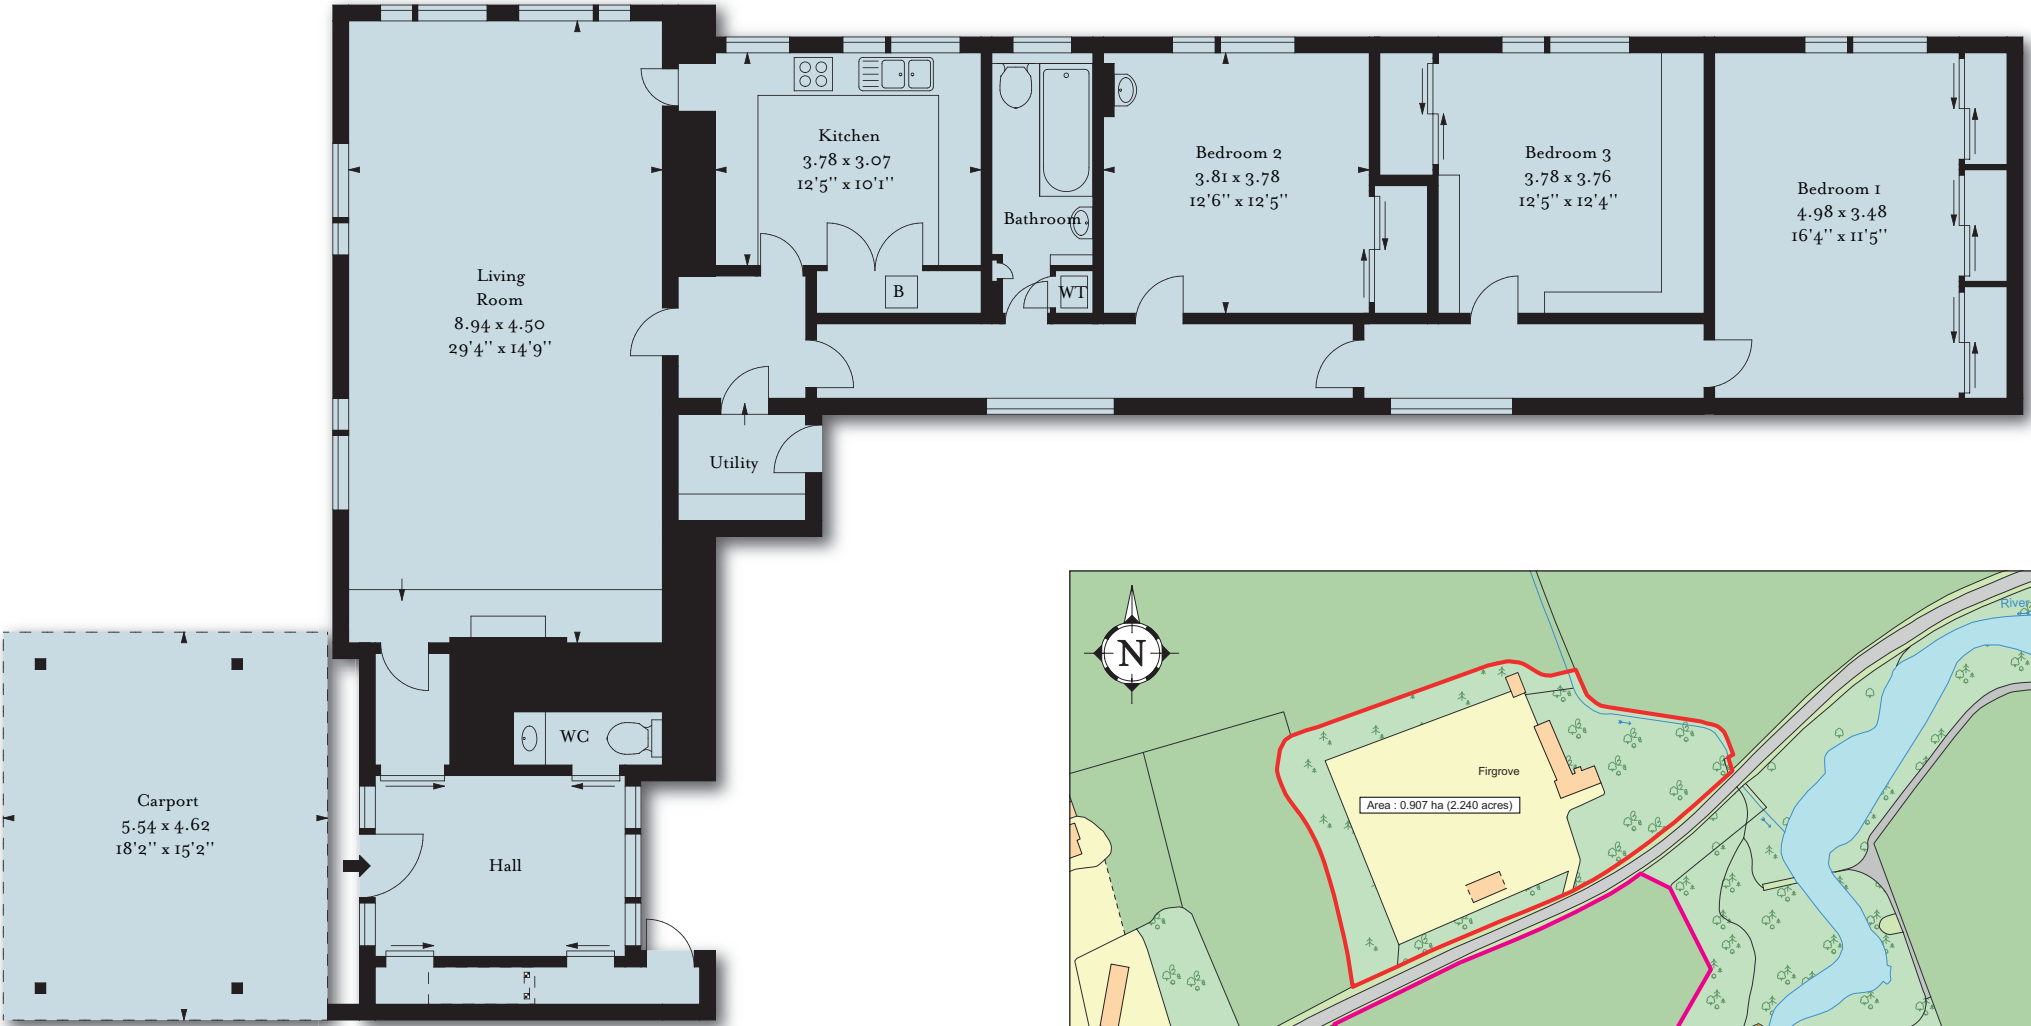 Kitchen
3.78 x 3.07
12'5'' x 10'1''
Bedroom 2
3.81 x 3.78
12'6'' x 12'5''
Bedroom 3
3.78 x 3.76
12'5'' x 12'4''
Bedroom 1
4.98 x 3.48
16'4'' x 11'5''
Bathroom
Living
Room
8.94 x 4.50
29'4'' x 14'9''
B
WT
Utility
WC
Carport
5.54 x 4.62
18'2'' x 15'2''
Hall
N
River
Firgrove
Area : 0.907 ha (2.240 acres)